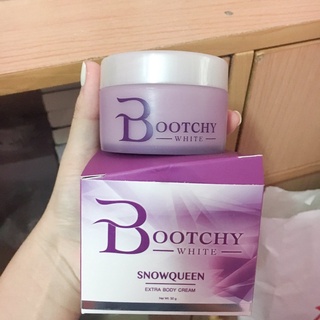 BOOTCHY
WHITE
BOOTCHY
WHITE
SNOWQUEEN
EXTRA BODY CREAM